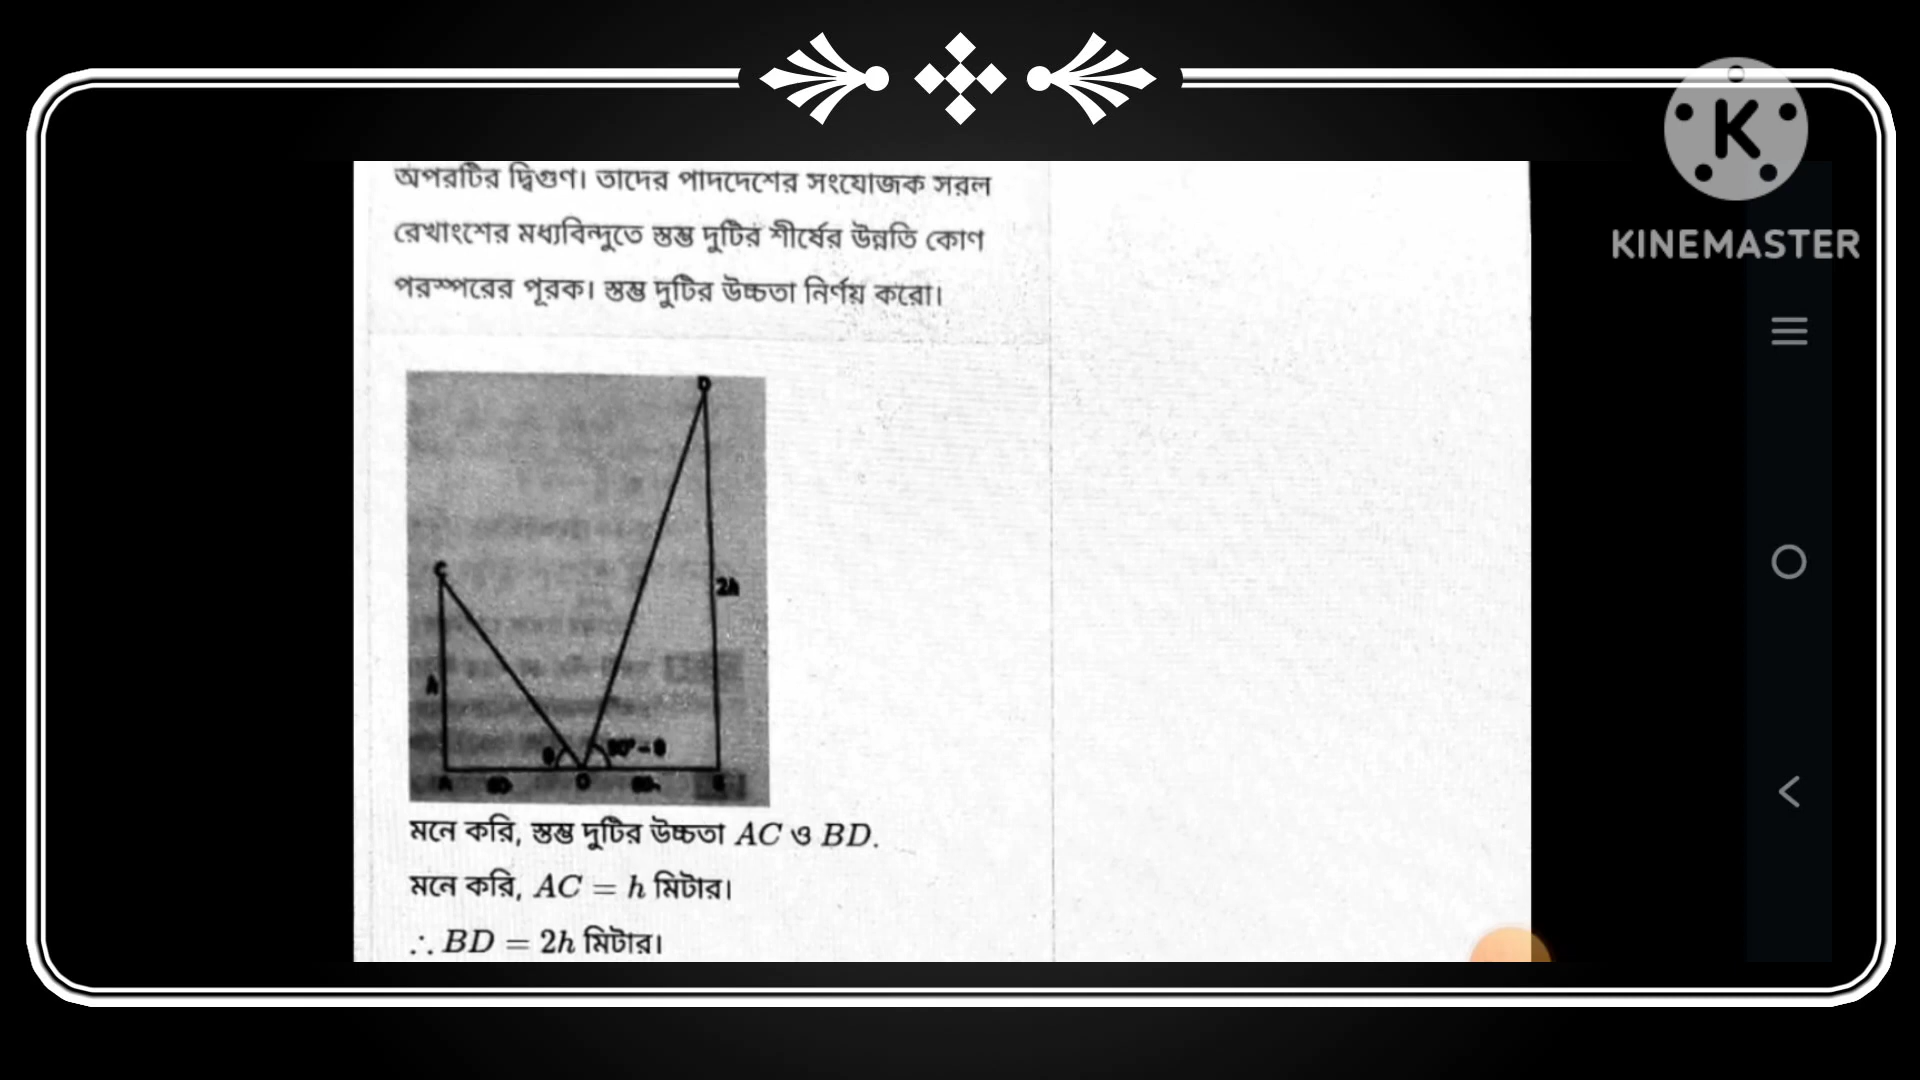 অপরটির দ্বিগুণ। তাদের পাদদেশের সংযোজক সরল
রেখাংশের মধ্যবিন্দুতে স্তম্ভ দুটির শীর্ষের উন্নতি কোণ
পরস্পরের পূরক। স্তম্ভ দুটির উচ্চতা নির্ণয় করো।
D
C
2h
h
90° - θ
A
O
মনে করি, স্তম্ভ দুটির উচ্চতা AC ও BD.
মনে করি, AC = h মিটার।
∴ BD = 2h মিটার।
K
KINEMASTER